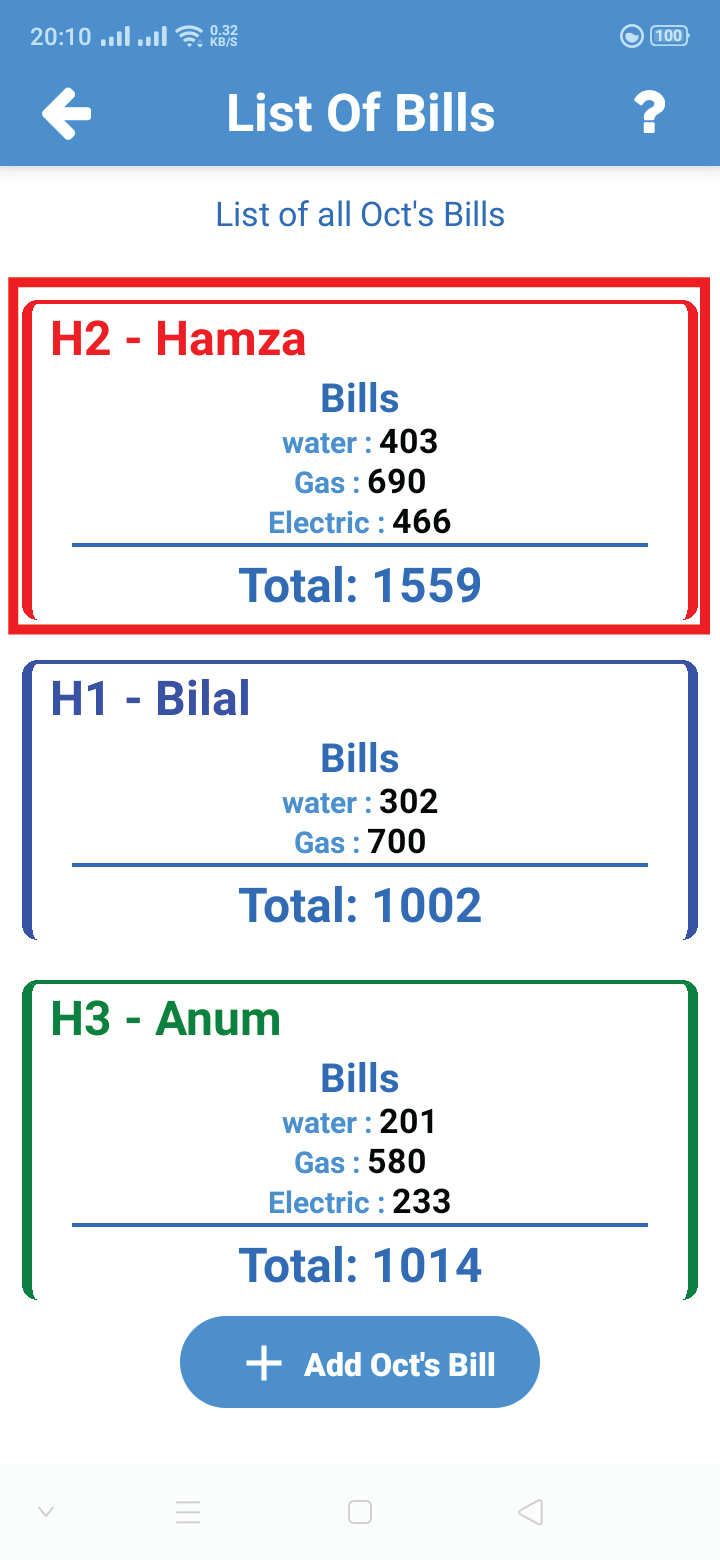 20:10 0.32 KB/S 100
List Of Bills ?
List of all Oct's Bills
H2 - Hamza
Bills
water : 403
Gas : 690
Electric : 466
Total: 1559
H1 - Bilal
Bills
water : 302
Gas : 700
Total: 1002
H3 - Anum
Bills
water : 201
Gas : 580
Electric : 233
Total: 1014
+ Add Oct's Bill